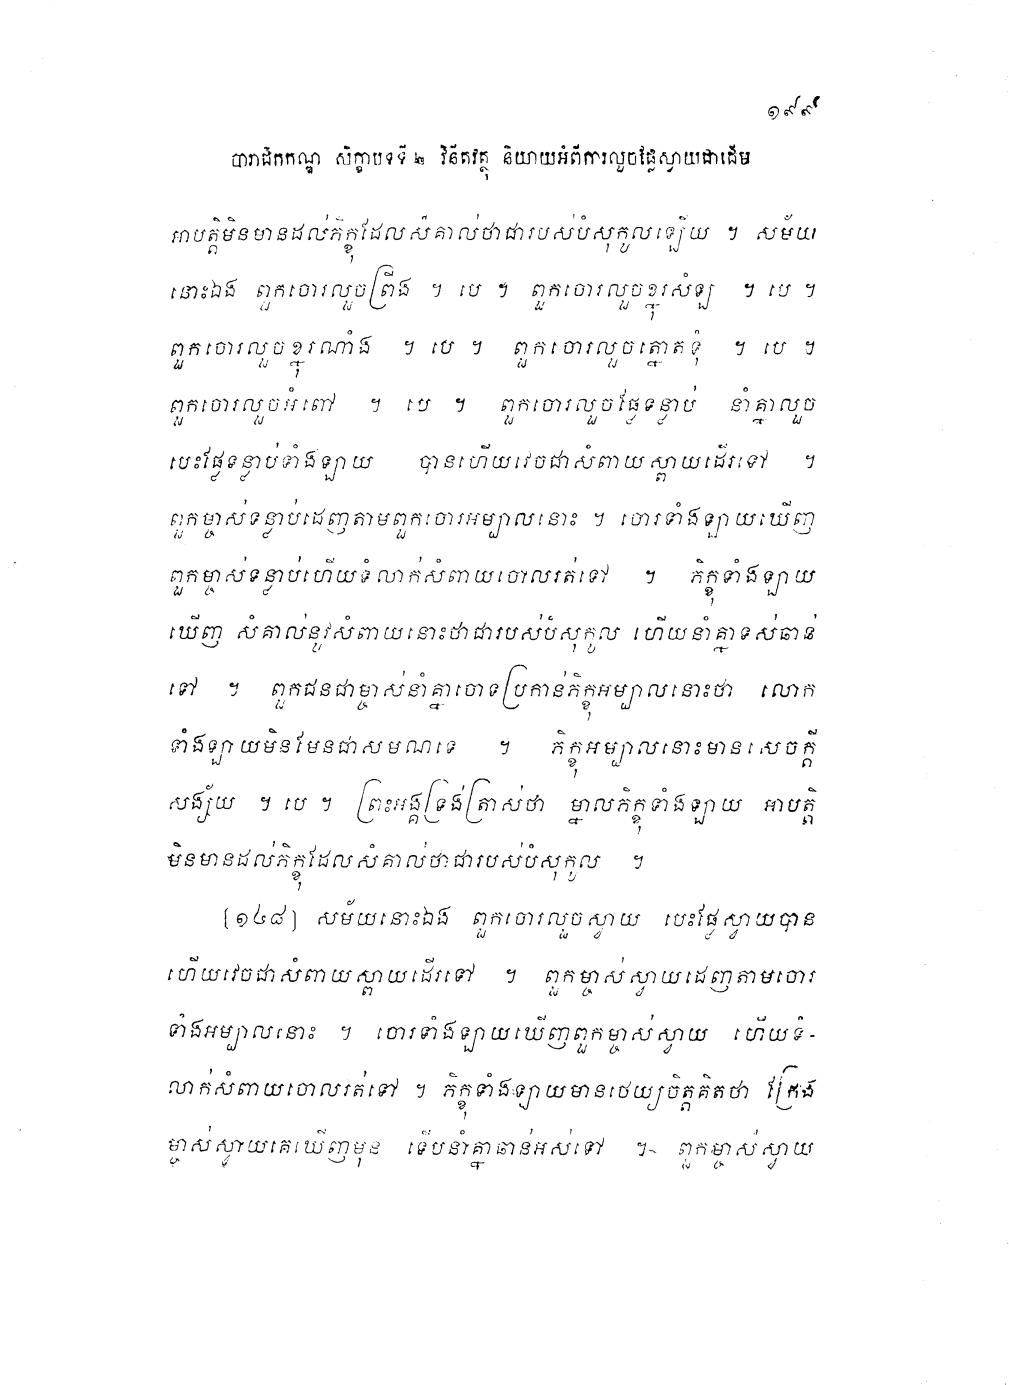 ១៩៩
បារាជិកកណ្ឌ សិក្ខាបទទី ២ វិនីតវត្ថុ និយាយអំពីការលួចផ្លែស្វាយជាដើម
អាបត្តិមិនមានដល់ភិក្ខុដែលសំគាល់ថាជារបស់បំសុកូលឡើយ ។ សម័យ
នោះឯង ពួកចោរលួចព្រីង ។ បេ ។ ពួកចោរលួចខ្នុរសំឡ ។ បេ ។
ពួកចោរលួចខ្នុរណាំង ។ បេ ។ ពួកចោរលួចត្នោតទុំ ។ បេ ។
ពួកចោរលួចអំពៅ ។ បេ ។ ពួកចោរលួចផ្លែទន្លាប់ នាំគ្នាលួច
បេះផ្លែទន្លាប់ទាំងឡាយ បានហើយវេចជាសំពាយស្ពាយដើរទៅ ។
ពួកម្ចាស់ទន្លាប់ដេញតាមពួកចោរអម្បាលនោះ ។ ចោរទាំងឡាយឃើញ
ពួកម្ចាស់ទន្លាប់ហើយទំលាក់សំពាយចោលរត់ទៅ ។ ភិក្ខុទាំងឡាយ
ឃើញ សំគាល់នូវសំពាយនោះថាជារបស់បំសុកូល ហើយនាំគ្នាទស់ឆាន់
ទៅ ។ ពួកជនជាម្ចាស់នាំគ្នាចោទប្រកាន់ភិក្ខុអម្បាលនោះថា លោក
ទាំងឡាយមិនមែនជាសមណទេ ។ ភិក្ខុអម្បាលនោះមានសេចក្តី
សង្ស័យ ។ បេ ។ ព្រះអង្គទ្រង់ត្រាស់ថា ម្នាលភិក្ខុទាំងឡាយ អាបត្តិ
មិនមានដល់ភិក្ខុដែលសំគាល់ថាជារបស់បំសុកូល ។
[១៤៨] សម័យនោះឯង ពួកចោរលួចស្វាយ បេះផ្លែស្វាយបាន
ហើយវេចជាសំពាយស្ពាយដើរទៅ ។ ពួកម្ចាស់ស្វាយដេញតាមចោរ
ទាំងអម្បាលនោះ ។ ចោរទាំងឡាយឃើញពួកម្ចាស់ស្វាយ ហើយទំ-
លាក់សំពាយចោលរត់ទៅ ។ ភិក្ខុទាំងឡាយមានថេយ្យចិត្តគិតថា ក្រែង
ម្ចាស់ស្វាយគេឃើញមុន ទើបនាំគ្នាឆាន់អស់ទៅ ។ ពួកម្ចាស់ស្វាយ